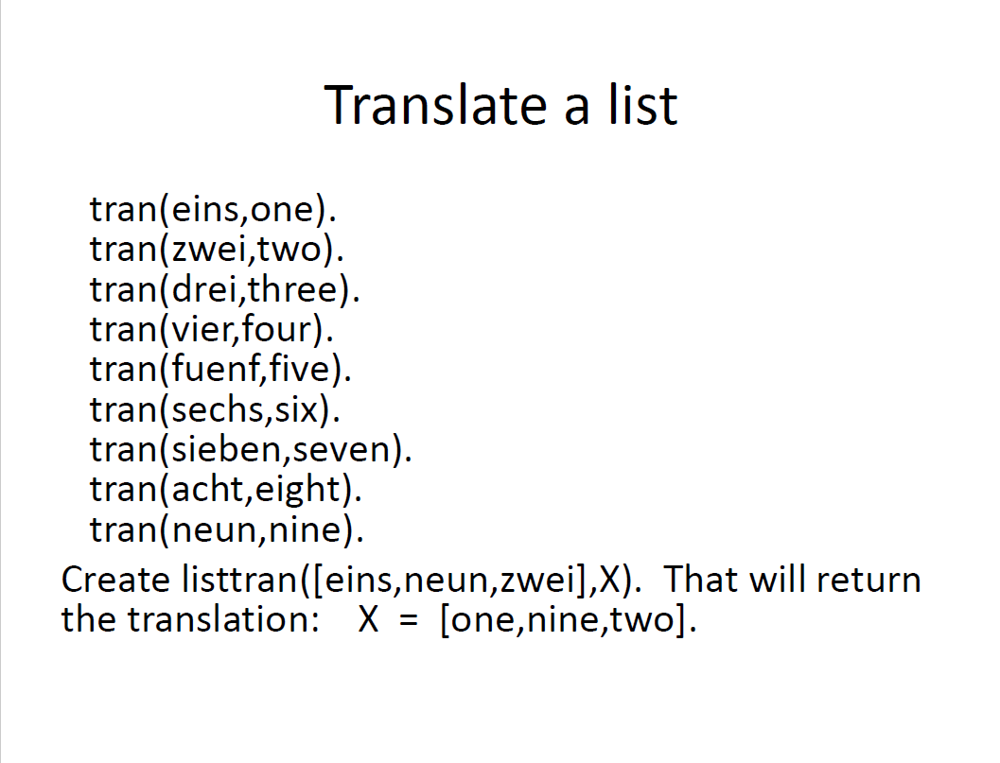 Translate a list
tran(eins,one).
tran(zwei,two).
tran(drei,three).
tran(vier,four).
tran(fuenf,five).
tran(sechs,six).
tran(sieben,seven).
tran(acht,eight).
tran(neun,nine).
Create listtran([eins,neun,zwei],X).  That will return
the translation:   X  =  [one,nine,two].